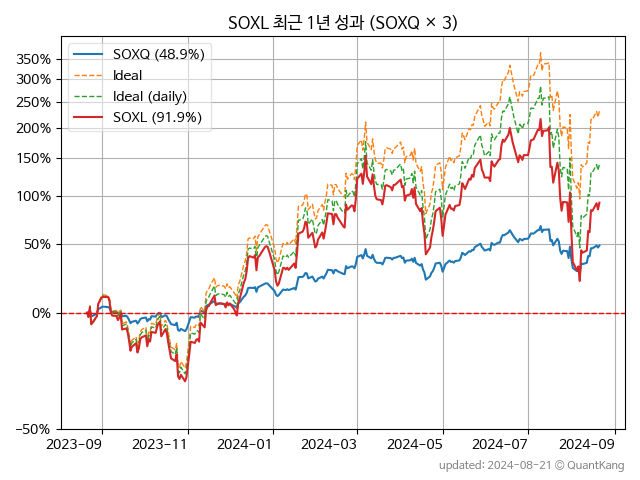 SOXL 최근 1년 성과 (SOXQ × 3)
SOXQ (48.9%)
Ideal
Ideal (daily)
SOXL (91.9%)
350%
300%
250%
200%
150%
100%
50%
0%
−50%
2023-09 2023-11 2024-01 2024-03 2024-05 2024-07 2024-09
updated: 2024-08-21 © QuantKang